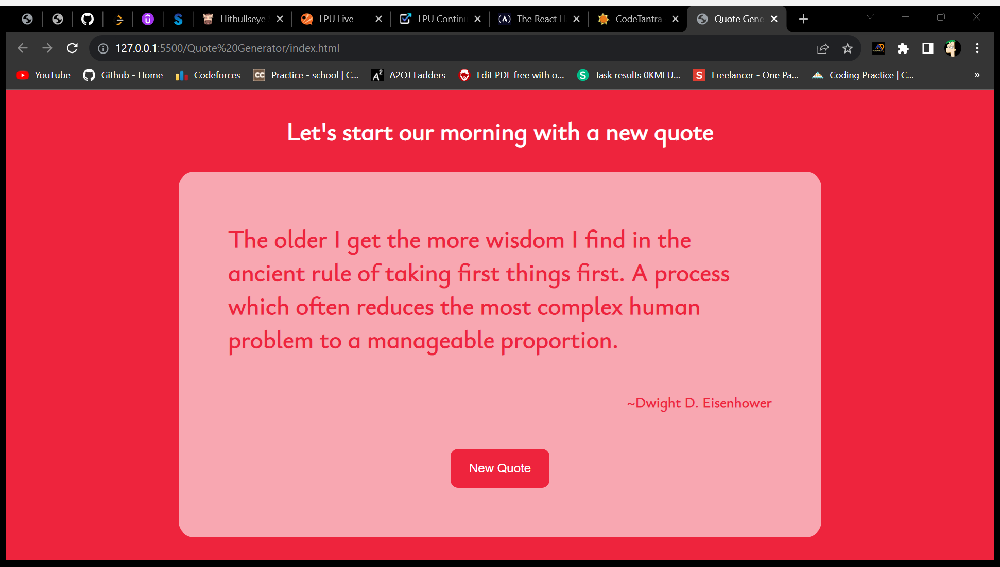 Hitbullseye
LPU Live
LPU Continu
The React H
CodeTantra
Quote Gene
127.0.0.1:5500/Quote%20Generator/index.html
YouTube
Github - Home
Codeforces
CC
Practice - school | C...
A2
A2OJ Ladders
Edit PDF free with o...
S
Task results 0KMEU...
S
Freelancer - One Pa...
Coding Practice | C...
»
Let's start our morning with a new quote
The older I get the more wisdom I find in the
ancient rule of taking first things first. A process
which often reduces the most complex human
problem to a manageable proportion.
~Dwight D. Eisenhower
New Quote